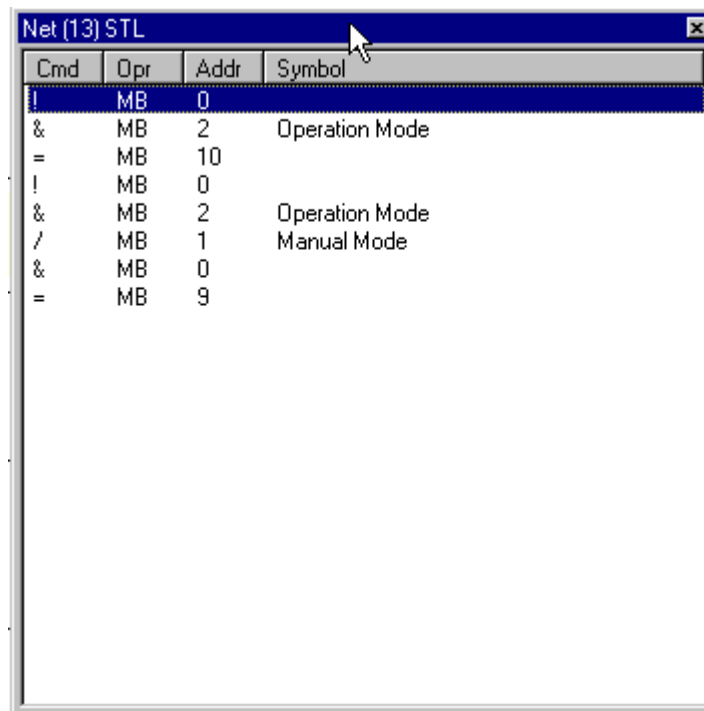 Net (13) STL
Cmd Opr Addr Symbol
! MB 0
& MB 2 Operation Mode
= MB 10
! MB 0
& MB 2 Operation Mode
/ MB 1 Manual Mode
& MB 0
= MB 9